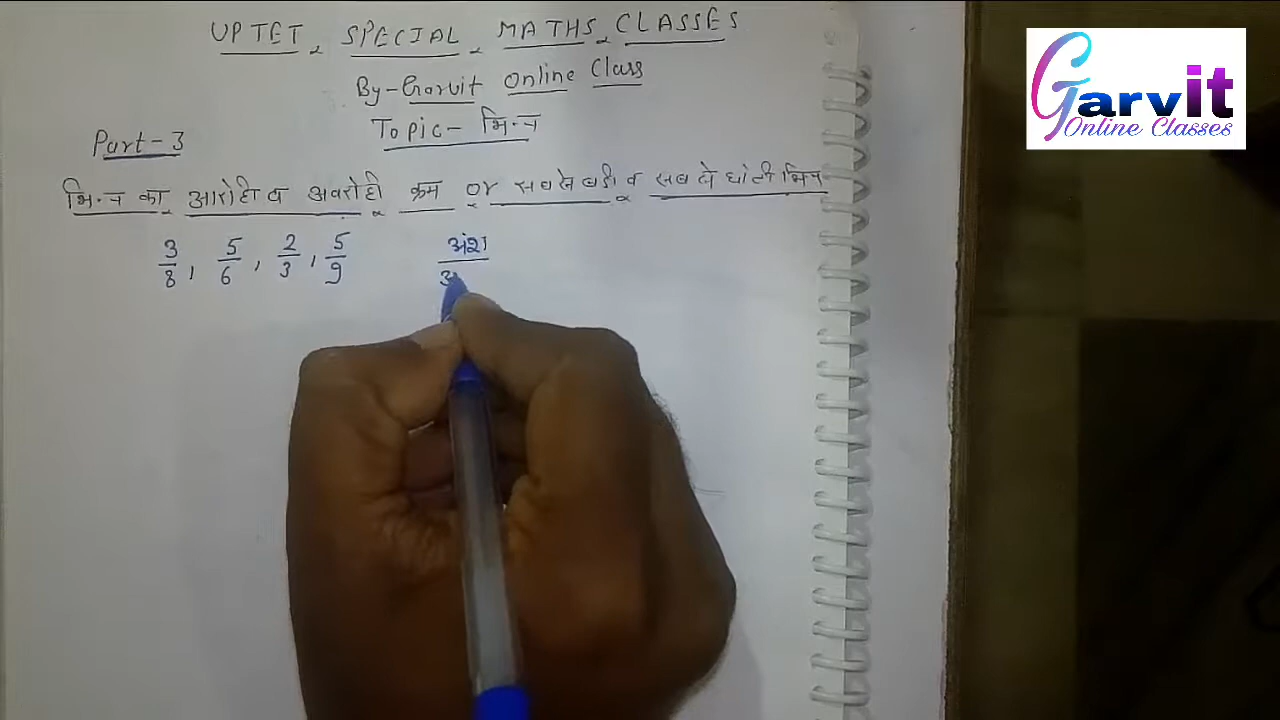 UPTET, SPECIAL, MATHS, CLASSES
By-Garvit Online Class
Topic- भिन्न
Part-3
भिन्न का आरोही व अवरोही क्रम or सबसे बड़ी व सबसे छोटी भिन्न
3/8, 5/6, 2/3, 5/9 अंश
Garvit
Online Classes